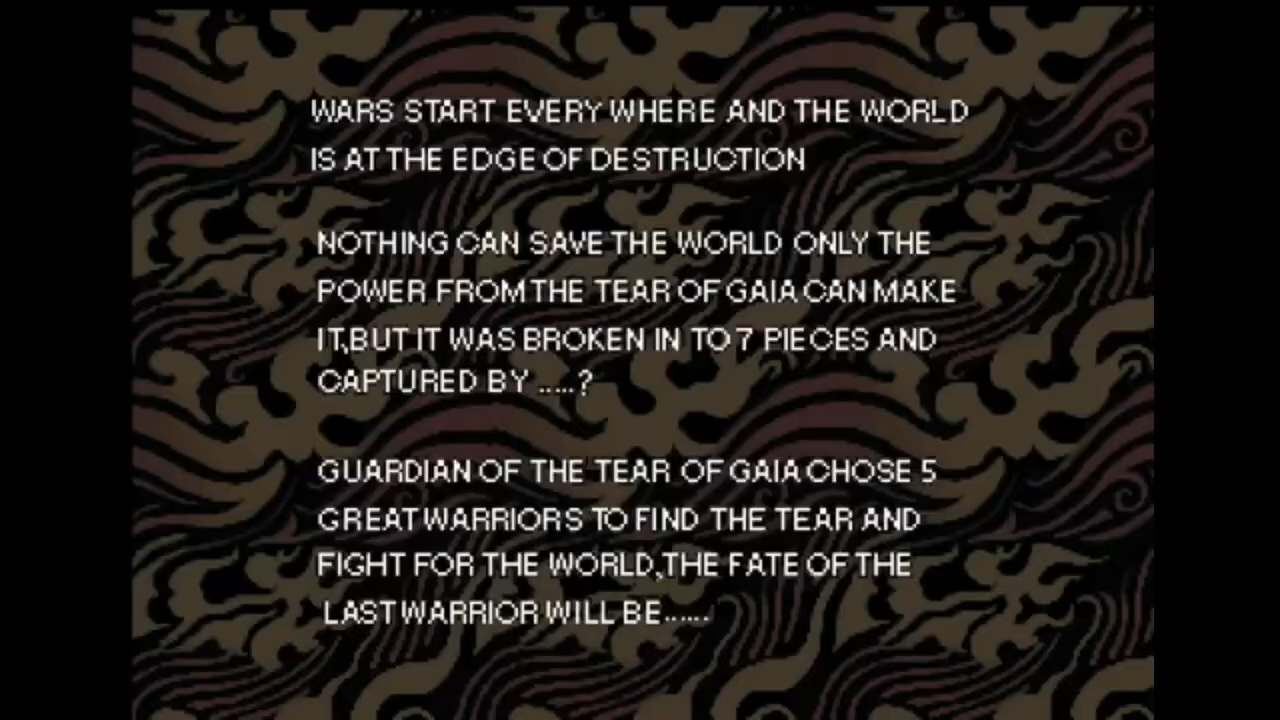 WARS START EVERY WHERE AND THE WORLD
IS AT THE EDGE OF DESTRUCTION
NOTHING CAN SAVE THE WORLD ONLY THE
POWER FROM THE TEAR OF GAIA CAN MAKE
IT,BUT IT WAS BROKEN IN TO 7 PIECES AND
CAPTURED BY .....?
GUARDIAN OF THE TEAR OF GAIA CHOSE 5
GREAT WARRIORS TO FIND THE TEAR AND
FIGHT FOR THE WORLD,THE FATE OF THE
LAST WARRIOR WILL BE......